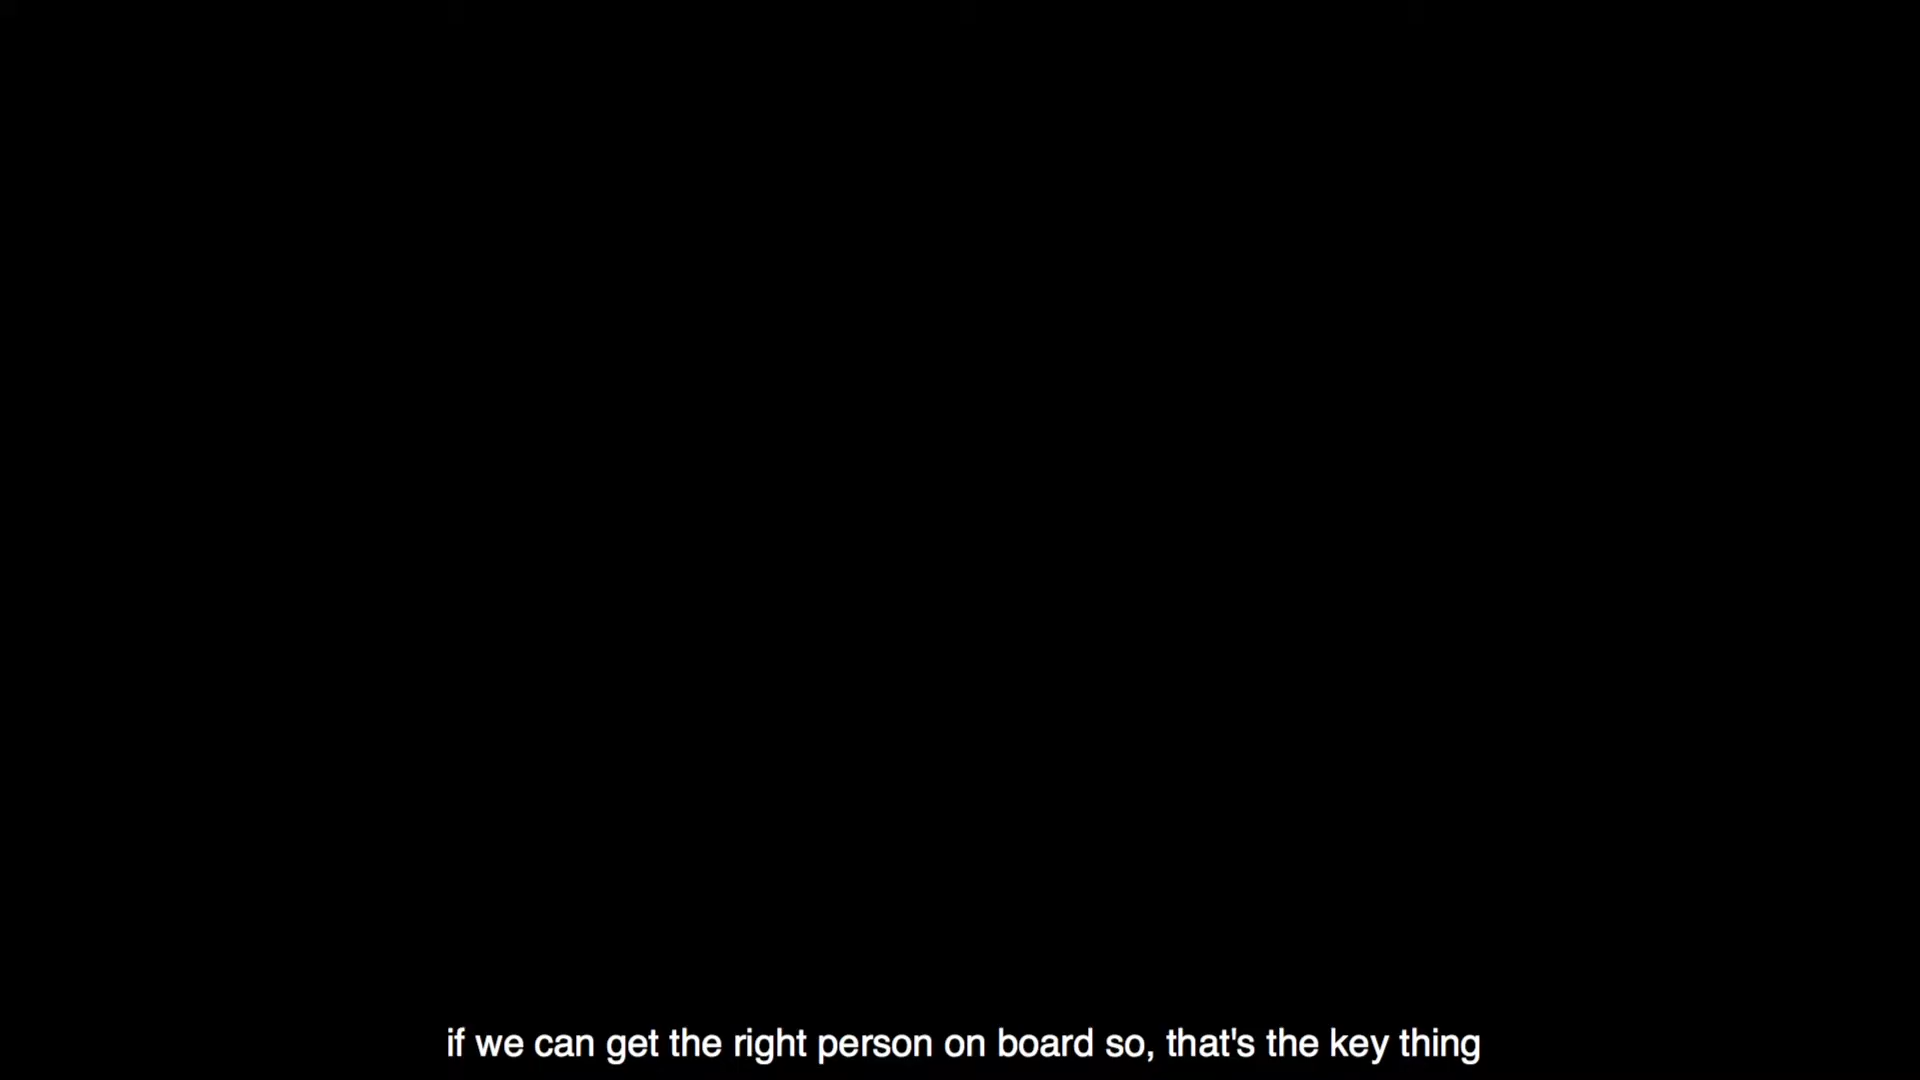 if we can get the right person on board so, that's the key thing